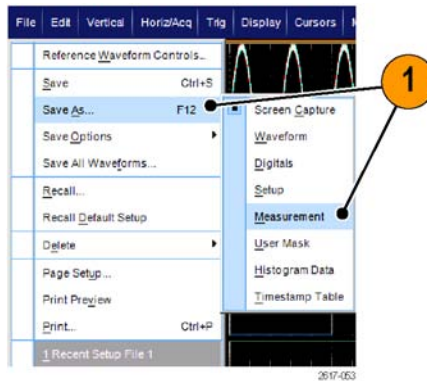 File Edit Vertical Horiz/Acq Trig Display Cursors
Reference Waveform Controls...
Save Ctrl+S
Save As... F12
Save Options
Save All Waveforms...
Recall...
Recall Default Setup
Delete
Page Setup...
Print Preview
Print... Ctrl+P
1 Recent Setup File 1
Screen Capture
Waveform
Digitals
Setup
Measurement
User Mask
Histogram Data
Timestamp Table
1
2617-053